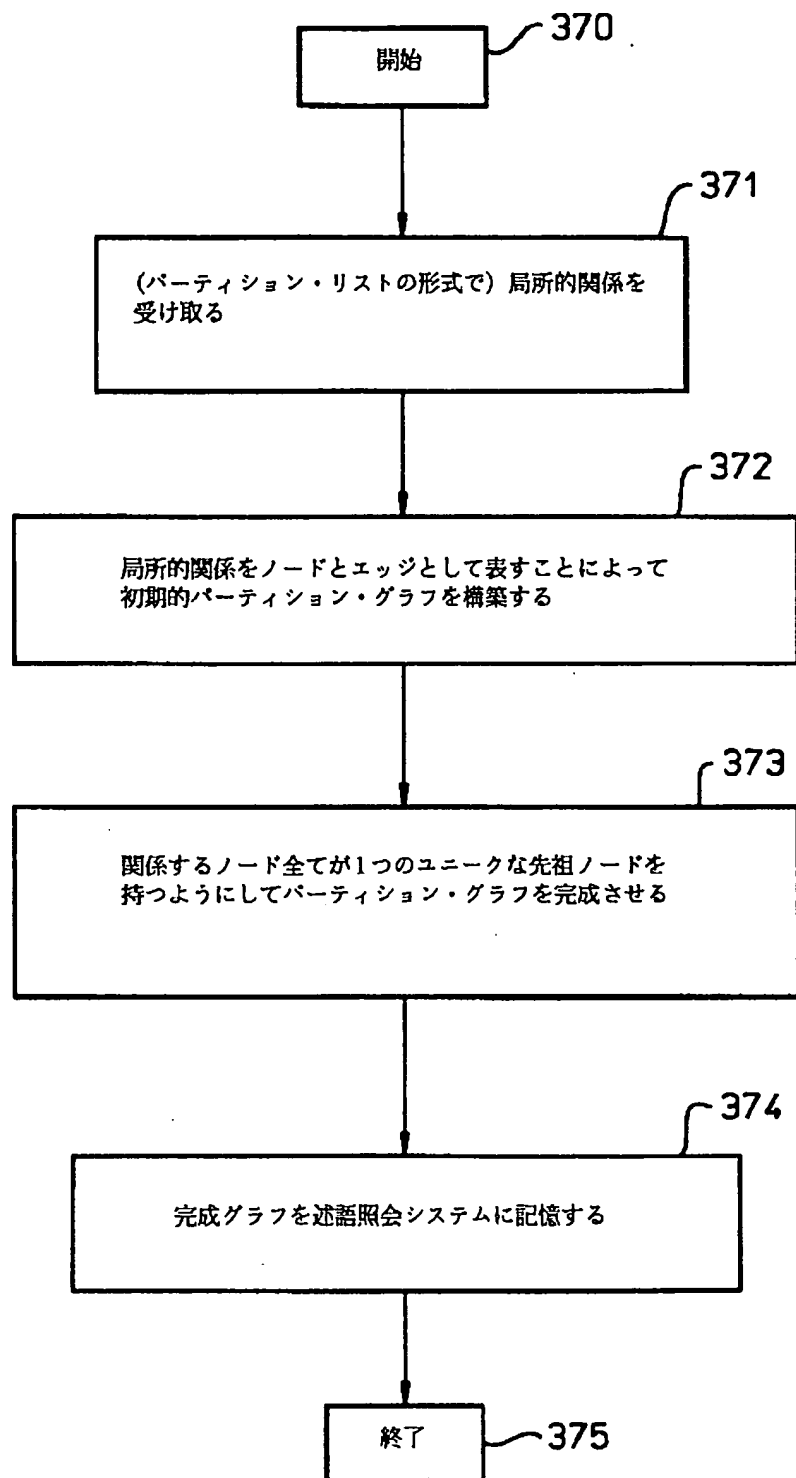 370
開始
371
(パーティション・リストの形式で) 局所的関係を
受け取る
372
局所的関係をノードとエッジとして表すことによって
初期的パーティション・グラフを構築する
373
関係するノード全てが1つのユニークな先祖ノードを
持つようにしてパーティション・グラフを完成させる
374
完成グラフを述語照会システムに記憶する
終了
375